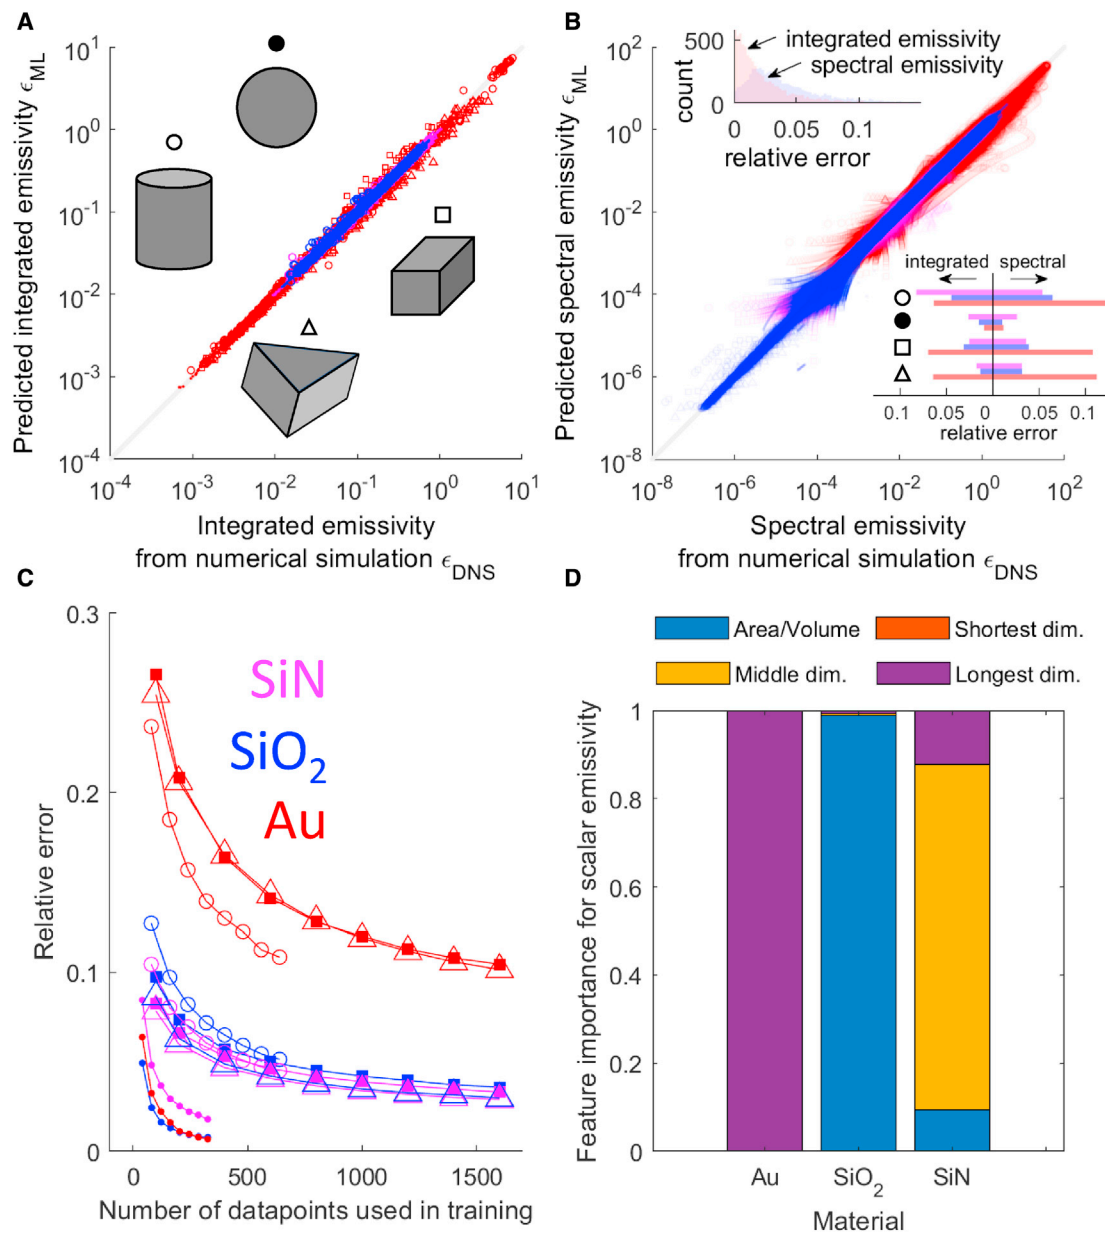 A
10^1
10^0
10^-1
10^-2
10^-3
10^-4
Predicted integrated emissivity ϵ_ML
10^-4 10^-3 10^-2 10^-1 10^0 10^1
Integrated emissivity
from numerical simulation ϵ_DNS
B
10^2
10^0
10^-2
10^-4
10^-6
10^-8
Predicted spectral emissivity ϵ_ML
500
0
count
integrated emissivity
spectral emissivity
0 0.05 0.1
relative error
integrated spectral
0.1 0.05 0 0.05 0.1
relative error
10^-8 10^-6 10^-4 10^-2 10^0 10^2
Spectral emissivity
from numerical simulation ϵ_DNS
C
0.3
0.2
0.1
0
Relative error
SiN
SiO₂
Au
0 500 1000 1500
Number of datapoints used in training
D
Area/Volume Shortest dim.
Middle dim. Longest dim.
1
0.8
0.6
0.4
0.2
0
Feature importance for scalar emissivity
Au SiO₂ SiN
Material